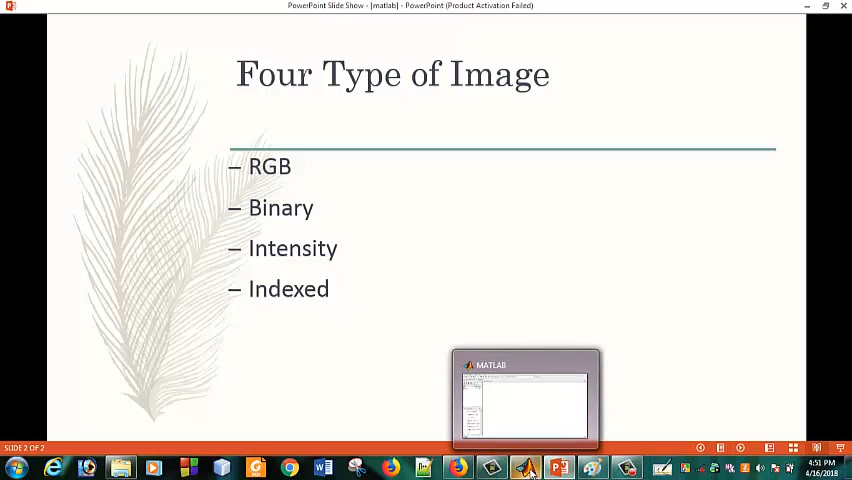 PowerPoint Slide Show - [matlab] - PowerPoint (Product Activation Failed)
Four Type of Image
– RGB
– Binary
– Intensity
– Indexed
MATLAB
SLIDE 2 OF 2
4:51 PM
4/16/2018